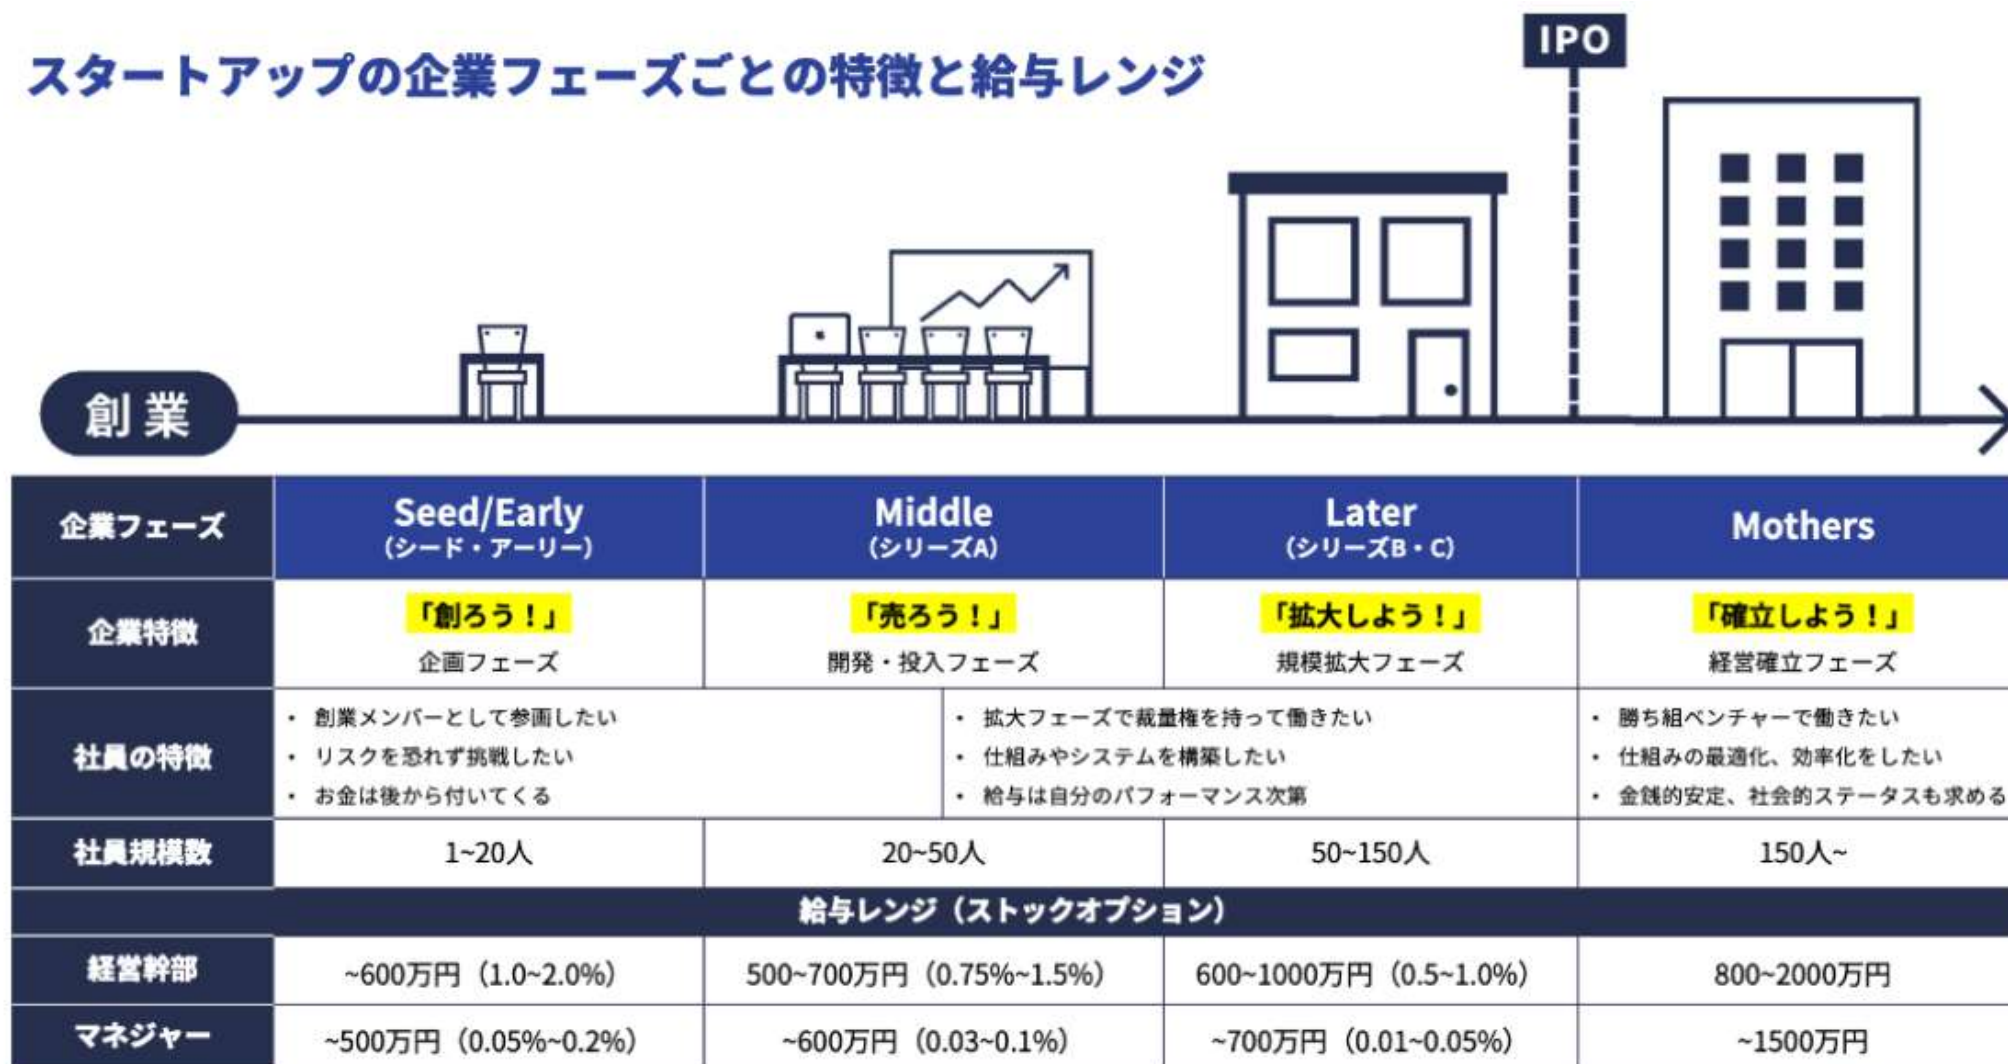 IPO
スタートアップの企業フェーズごとの特徴と給与レンジ
創業
企業フェーズ
Seed/Early
（シード・アーリー）
Middle
（シリーズA）
Later
（シリーズB・C）
Mothers
企業特徴
「創ろう！」
企画フェーズ
「売ろう！」
開発・投入フェーズ
「拡大しよう！」
規模拡大フェーズ
「確立しよう！」
経営確立フェーズ
社員の特徴
・ 創業メンバーとして参画したい
・ リスクを恐れず挑戦したい
・ お金は後から付いてくる
・ 拡大フェーズで裁量権を持って働きたい
・ 仕組みやシステムを構築したい
・ 給与は自分のパフォーマンス次第
・ 勝ち組ベンチャーで働きたい
・ 仕組みの最適化、効率化をしたい
・ 金銭的安定、社会的ステータスも求める
社員規模数
1~20人
20~50人
50~150人
150人~
給与レンジ（ストックオプション）
経営幹部
~600万円（1.0~2.0%）
500~700万円（0.75%~1.5%）
600~1000万円（0.5~1.0%）
800~2000万円
マネジャー
~500万円（0.05%~0.2%）
~600万円（0.03~0.1%）
~700万円（0.01~0.05%）
~1500万円